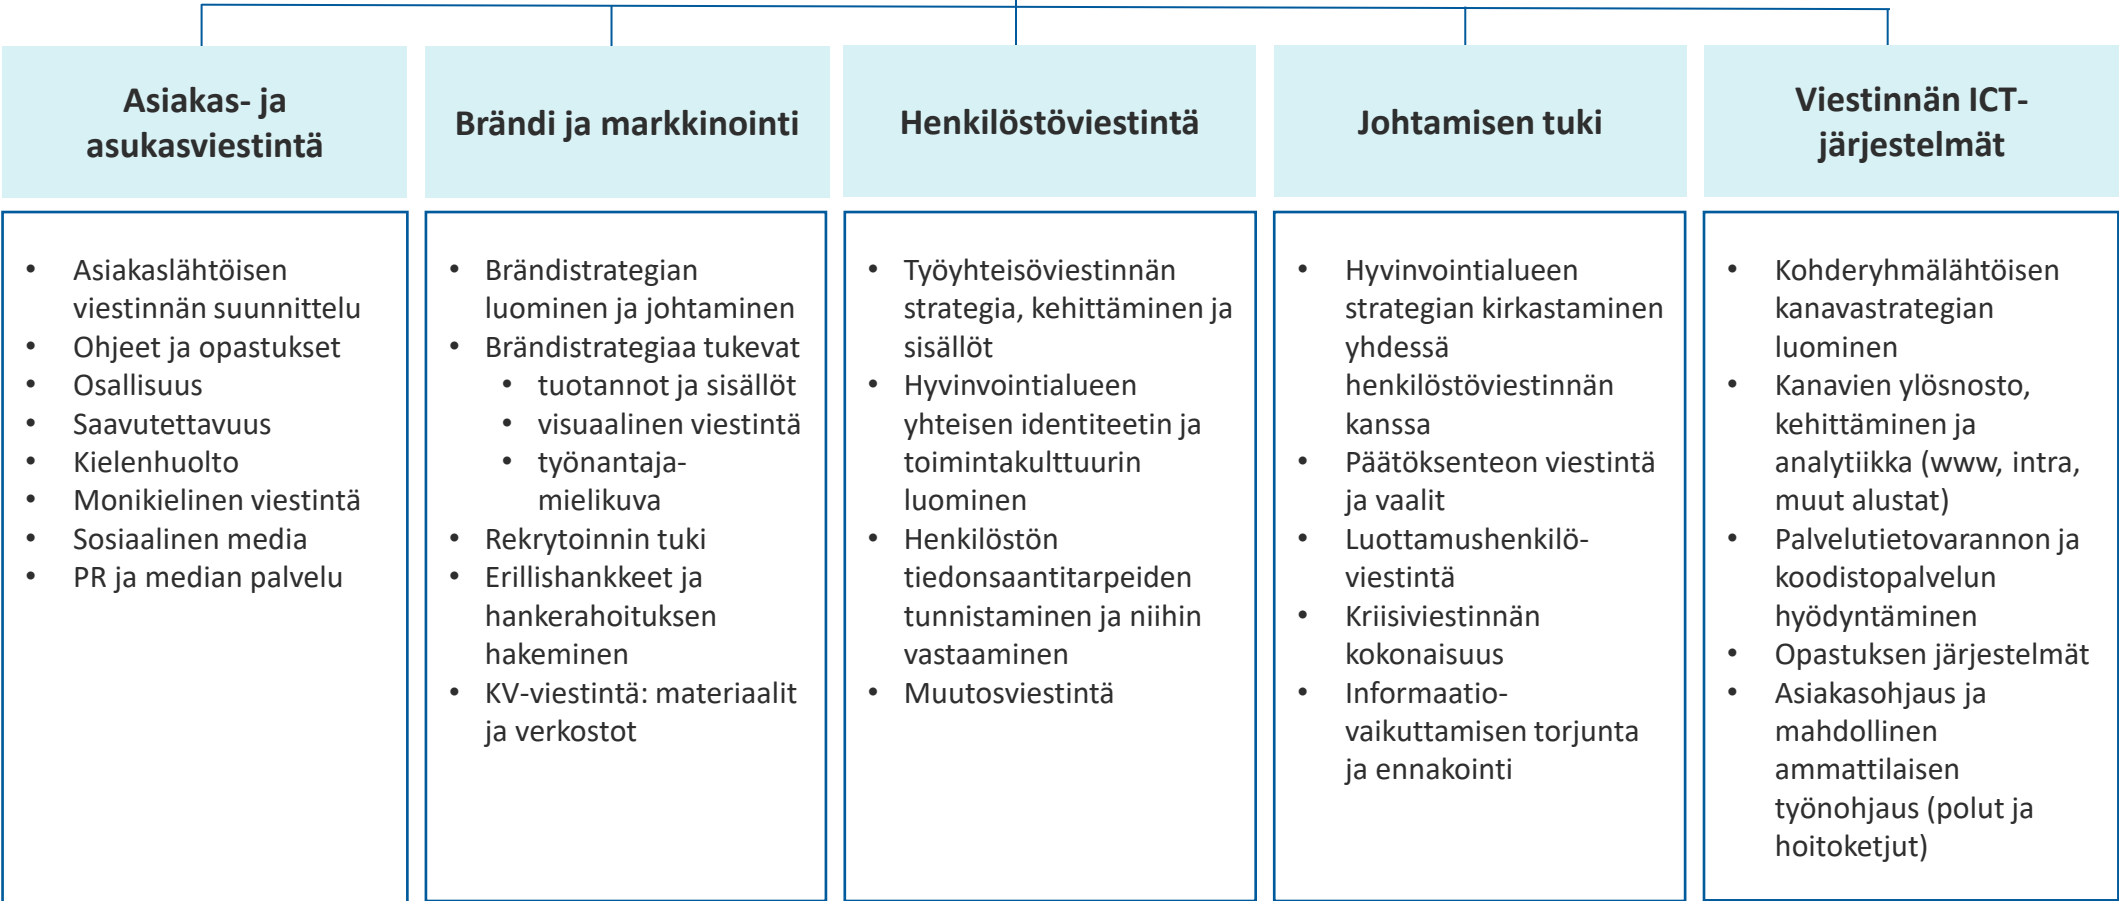 Asiakas- ja
asukasviestintä
• Asiakaslähtöisen
viestinnän suunnittelu
• Ohjeet ja opastukset
• Osallisuus
• Saavutettavuus
• Kielenhuolto
• Monikielinen viestintä
• Sosiaalinen media
• PR ja median palvelu
Brändi ja markkinointi
• Brändistrategian
luominen ja johtaminen
• Brändistrategiaa tukevat
• tuotannot ja sisällöt
• visuaalinen viestintä
• työnantaja-
mielikuva
• Rekrytoinnin tuki
• Erillishankkeet ja
hankerahoituksen
hakeminen
• KV-viestintä: materiaalit
ja verkostot
Henkilöstöviestintä
• Työyhteisöviestinnän
strategia, kehittäminen ja
sisällöt
• Hyvinvointialueen
yhteisen identiteetin ja
toimintakulttuurin
luominen
• Henkilöstön
tiedonsaantitarpeiden
tunnistaminen ja niihin
vastaaminen
• Muutosviestintä
Johtamisen tuki
• Hyvinvointialueen
strategian kirkastaminen
yhdessä
henkilöstöviestinnän
kanssa
• Päätöksenteon viestintä
ja vaalit
• Luottamushenkilö-
viestintä
• Kriisiviestinnän
kokonaisuus
• Informaatio-
vaikuttamisen torjunta
ja ennakointi
Viestinnän ICT-
järjestelmät
• Kohderyhmälähtöisen
kanavastrategian
luominen
• Kanavien ylösnosto,
kehittäminen ja
analytiikka (www, intra,
muut alustat)
• Palvelutietovarannon ja
koodistopalvelun
hyödyntäminen
• Opastuksen järjestelmät
• Asiakasohjaus ja
mahdollinen
ammattilaisen
työnohjaus (polut ja
hoitoketjut)